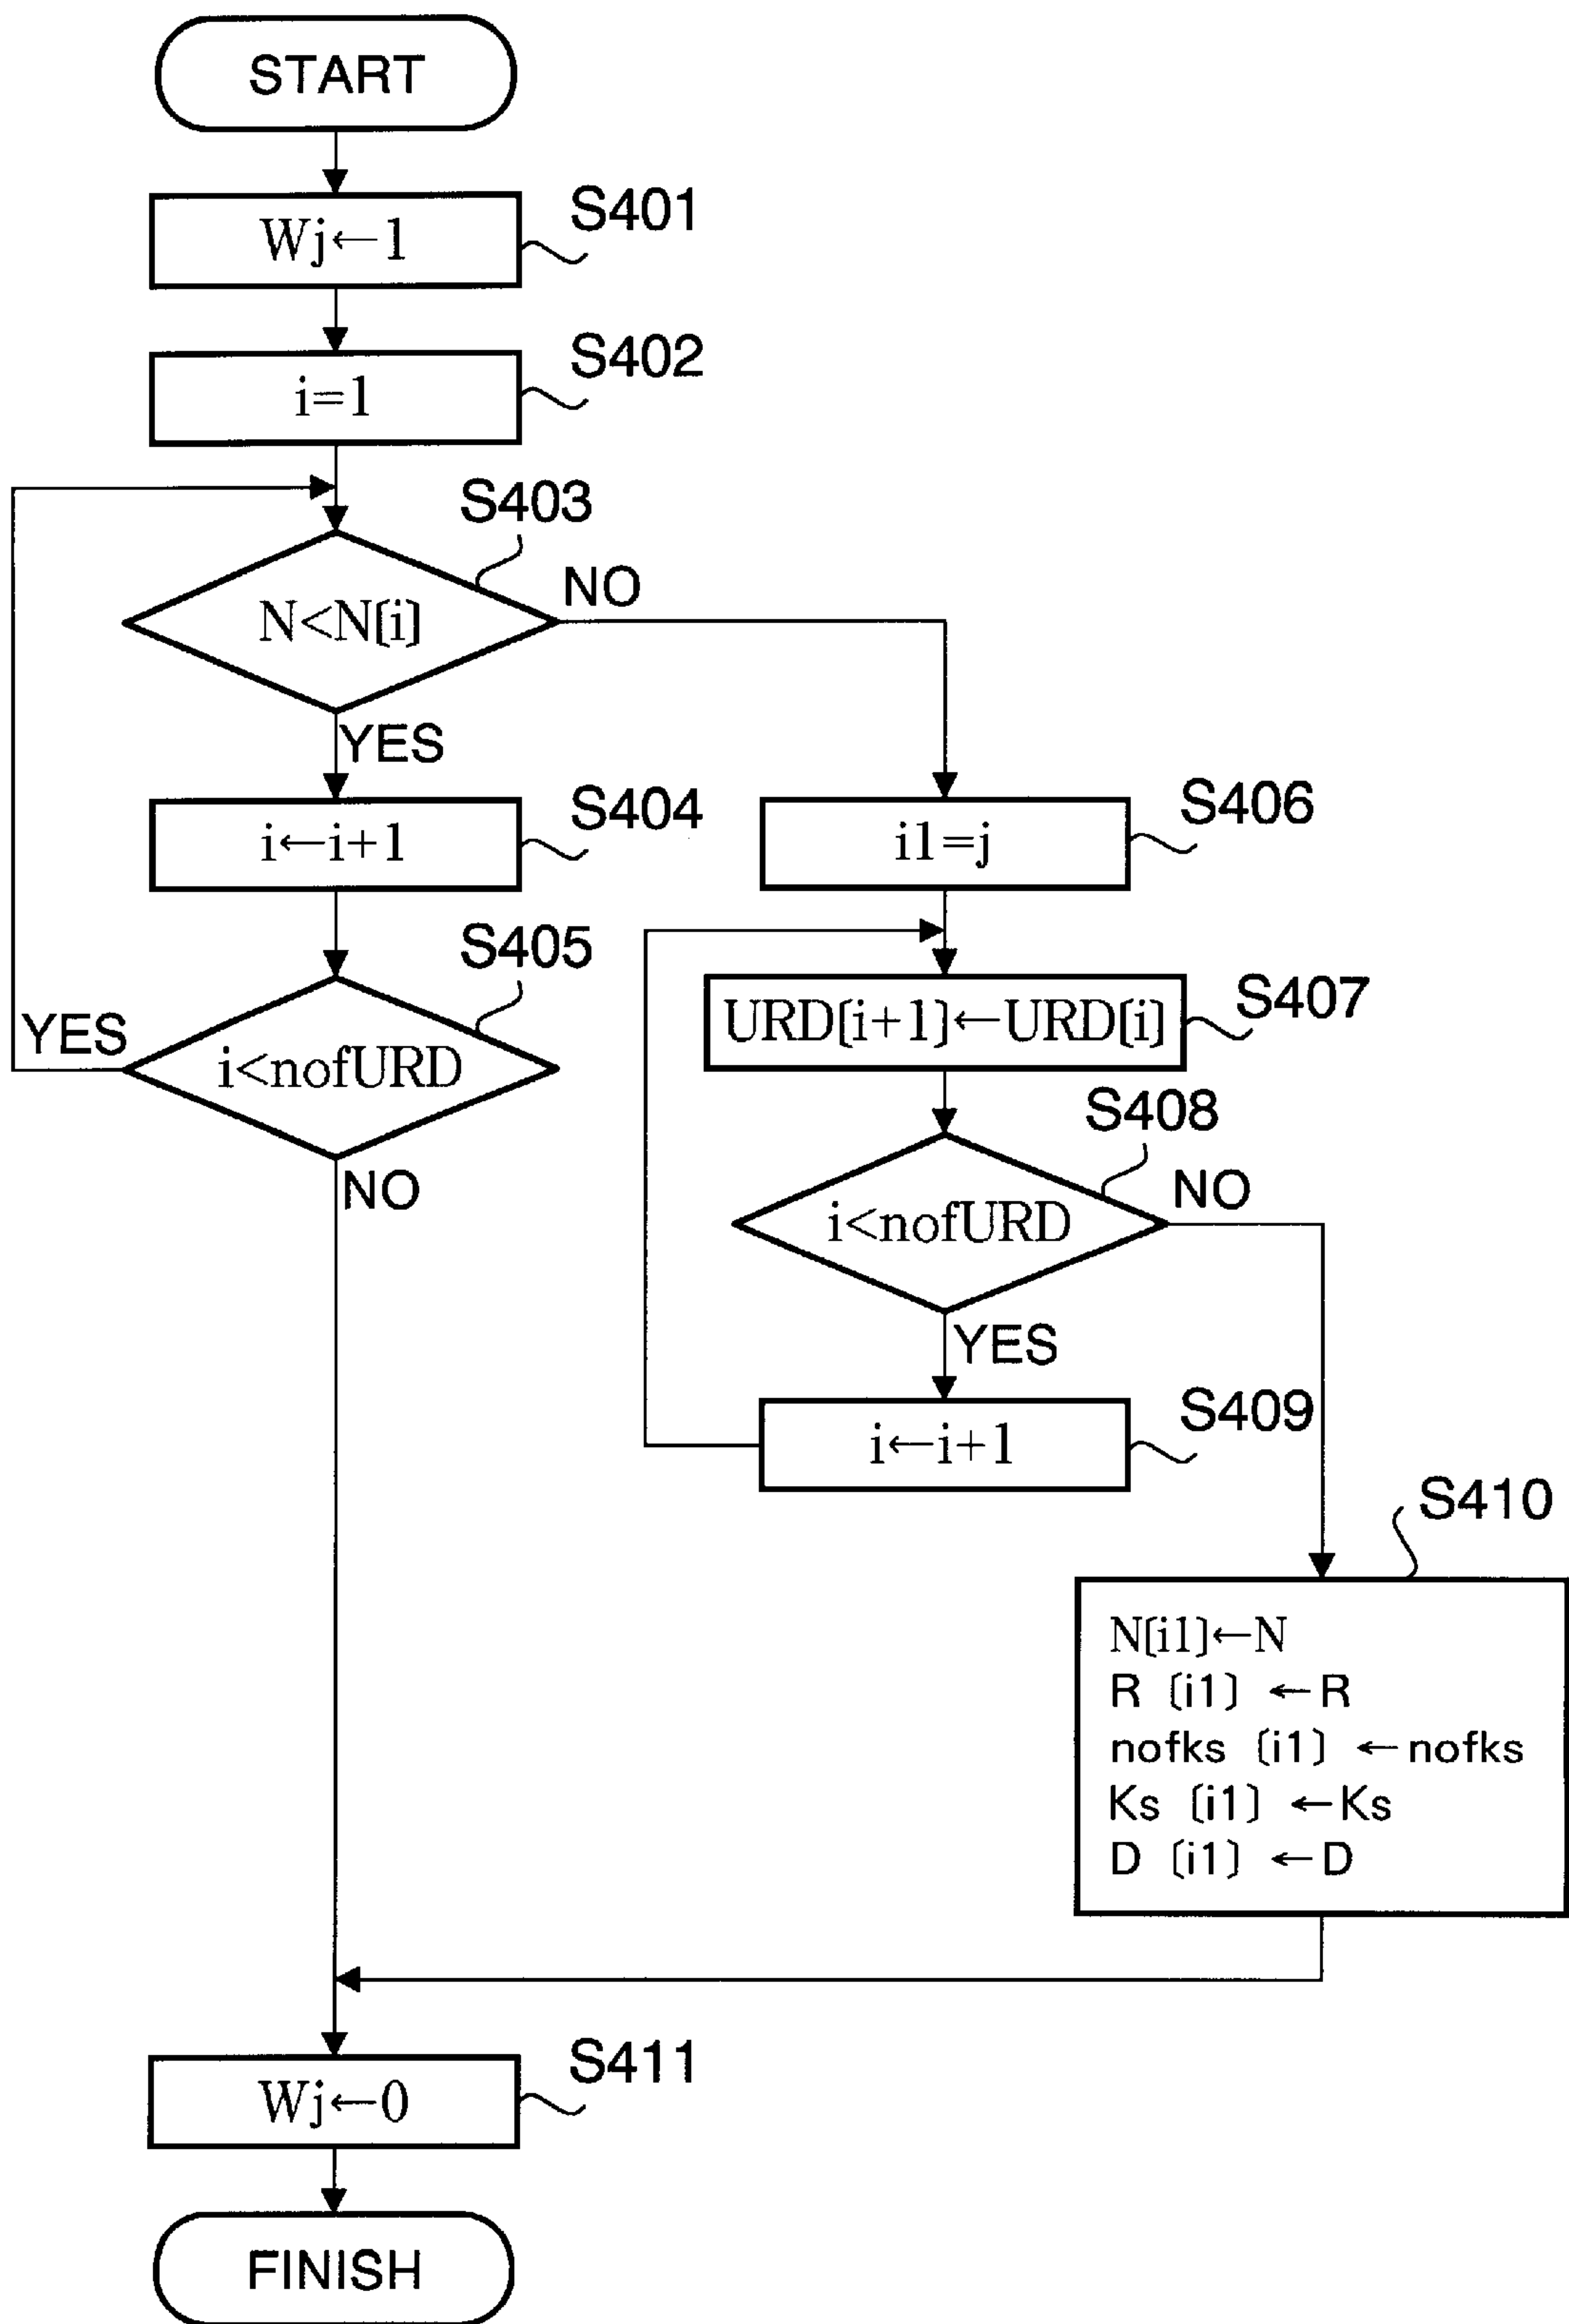 START
S401
Wj←1
S402
i=1
S403
N<N[i]
NO
YES
S404
i←i+1
S406
i1=j
S405
i<nofURD
YES
NO
S407
URD[i+1]←URD[i]
S408
i<nofURD
NO
YES
S409
i←i+1
S410
N[i1]←N
R [i1] ←R
nofks [i1] ←nofks
Ks [i1] ←Ks
D [i1] ←D
S411
Wj←0
FINISH